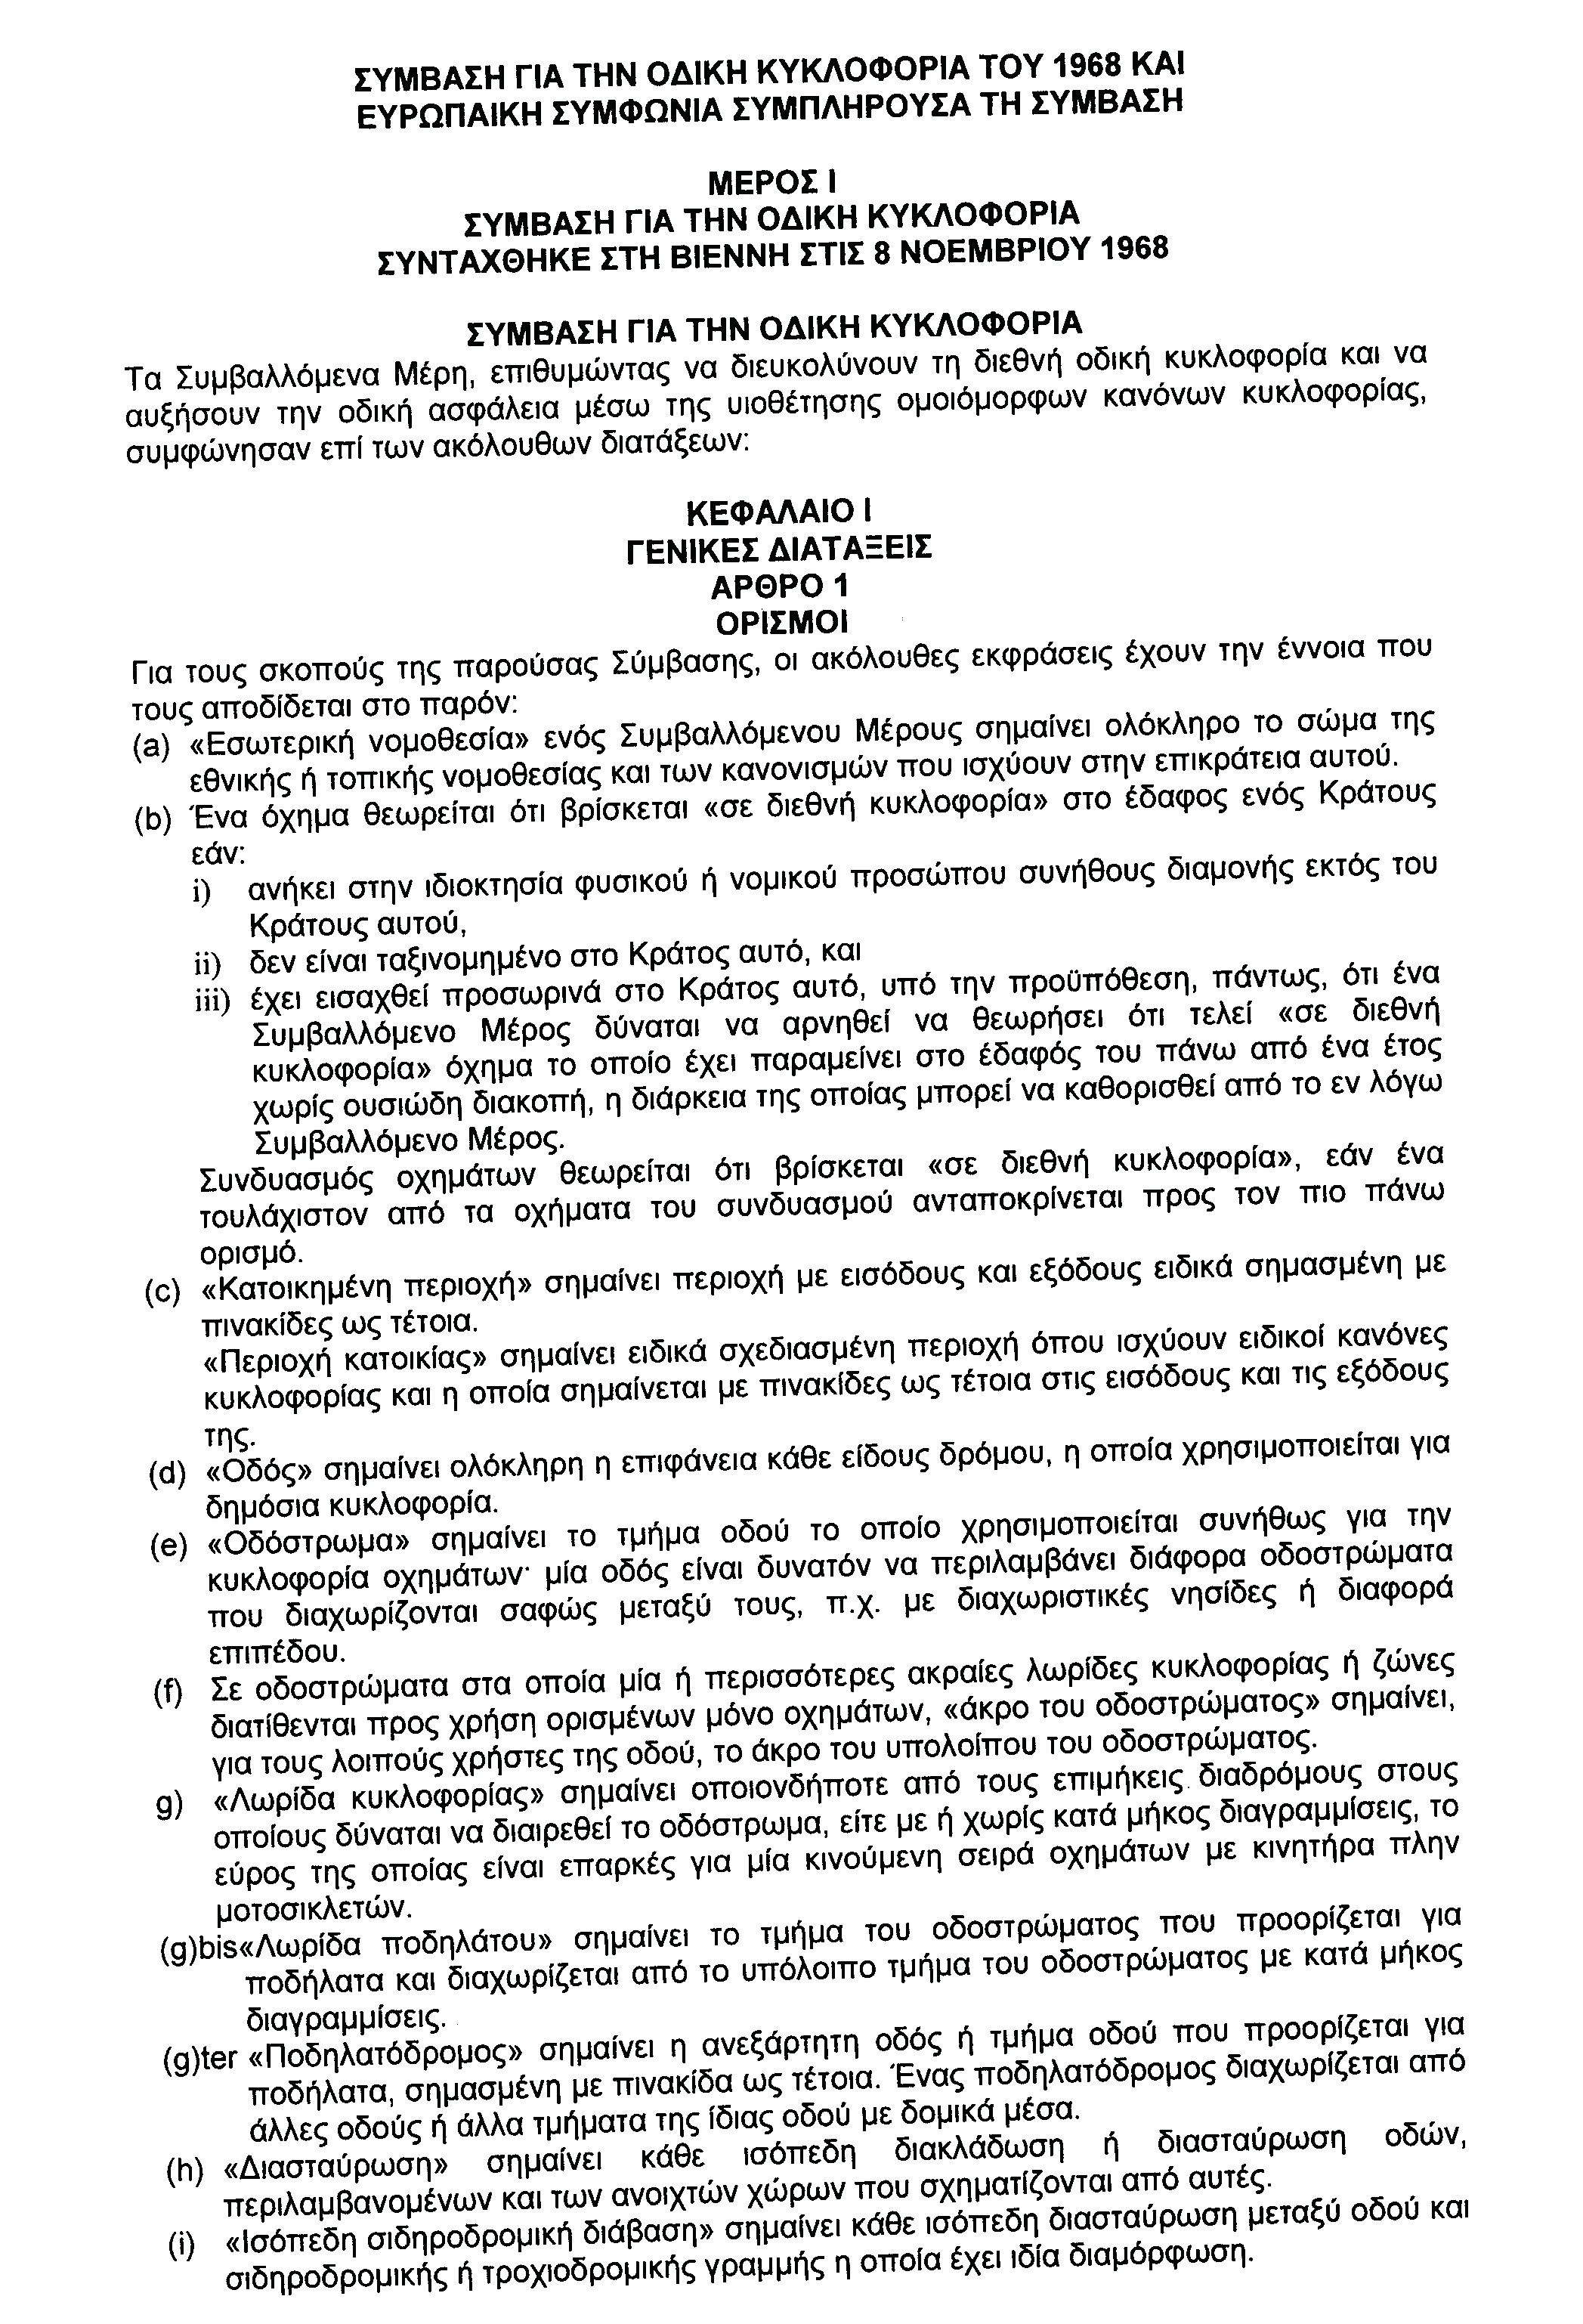 ΣΥΜΒΑΣΗ ΓΙΑ ΤΗΝ ΟΔΙΚΗ ΚΥΚΛΟΦΟΡΙΑ ΤΟΥ 1968 ΚΑΙ
ΕΥΡΩΠΑΙΚΗ ΣΥΜΦΩΝΙΑ ΣΥΜΠΛΗΡΟΥΣΑ ΤΗ ΣΥΜΒΑΣΗ
ΜΕΡΟΣ Ι
ΣΥΜΒΑΣΗ ΓΙΑ ΤΗΝ ΟΔΙΚΗ ΚΥΚΛΟΦΟΡΙΑ
ΣΥΝΤΑΧΘΗΚΕ ΣΤΗ ΒΙΕΝΝΗ ΣΤΙΣ 8 ΝΟΕΜΒΡΙΟΥ 1968
ΣΥΜΒΑΣΗ ΓΙΑ ΤΗΝ ΟΔΙΚΗ ΚΥΚΛΟΦΟΡΙΑ
Τα Συμβαλλόμενα Μέρη, επιθυμώντας να διευκολύνουν τη διεθνή οδική κυκλοφορία και να
αυξήσουν την οδική ασφάλεια μέσω της υιοθέτησης ομοιόμορφων κανόνων κυκλοφορίας,
συμφώνησαν επί των ακόλουθων διατάξεων:
ΚΕΦΑΛΑΙΟ Ι
ΓΕΝΙΚΕΣ ΔΙΑΤΑΞΕΙΣ
ΑΡΘΡΟ 1
ΟΡΙΣΜΟΙ
Για τους σκοπούς της παρούσας Σύμβασης, οι ακόλουθες εκφράσεις έχουν την έννοια που
τους αποδίδεται στο παρόν:
(a) «Εσωτερική νομοθεσία» ενός Συμβαλλόμενου Μέρους σημαίνει ολόκληρο το σώμα της
εθνικής ή τοπικής νομοθεσίας και των κανονισμών που ισχύουν στην επικράτεια αυτού.
(b) Ένα όχημα θεωρείται ότι βρίσκεται «σε διεθνή κυκλοφορία» στο έδαφος ενός Κράτους
εάν:
i) ανήκει στην ιδιοκτησία φυσικού ή νομικού προσώπου συνήθους διαμονής εκτός του
Κράτους αυτού,
ii) δεν είναι ταξινομημένο στο Κράτος αυτό, και
iii) έχει εισαχθεί προσωρινά στο Κράτος αυτό, υπό την προϋπόθεση, πάντως, ότι ένα
Συμβαλλόμενο Μέρος δύναται να αρνηθεί να θεωρήσει ότι τελεί «σε διεθνή
κυκλοφορία» όχημα το οποίο έχει παραμείνει στο έδαφός του πάνω από ένα έτος
χωρίς ουσιώδη διακοπή, η διάρκεια της οποίας μπορεί να καθορισθεί από το εν λόγω
Συμβαλλόμενο Μέρος.
Συνδυασμός οχημάτων θεωρείται ότι βρίσκεται «σε διεθνή κυκλοφορία», εάν ένα
τουλάχιστον από τα οχήματα του συνδυασμού ανταποκρίνεται προς τον πιο πάνω
ορισμό.
(c) «Κατοικημένη περιοχή» σημαίνει περιοχή με εισόδους και εξόδους ειδικά σημασμένη με
πινακίδες ως τέτοια.
«Περιοχή κατοικίας» σημαίνει ειδικά σχεδιασμένη περιοχή όπου ισχύουν ειδικοί κανόνες
κυκλοφορίας και η οποία σημαίνεται με πινακίδες ως τέτοια στις εισόδους και τις εξόδους
της.
(d) «Οδός» σημαίνει ολόκληρη η επιφάνεια κάθε είδους δρόμου, η οποία χρησιμοποιείται για
δημόσια κυκλοφορία.
(e) «Οδόστρωμα» σημαίνει το τμήμα οδού το οποίο χρησιμοποιείται συνήθως για την
κυκλοφορία οχημάτων· μία οδός είναι δυνατόν να περιλαμβάνει διάφορα οδοστρώματα
που διαχωρίζονται σαφώς μεταξύ τους, π.χ. με διαχωριστικές νησίδες ή διαφορά
επιπέδου.
(f) Σε οδοστρώματα στα οποία μία ή περισσότερες ακραίες λωρίδες κυκλοφορίας ή ζώνες
διατίθενται προς χρήση ορισμένων μόνο οχημάτων, «άκρο του οδοστρώματος» σημαίνει,
για τους λοιπούς χρήστες της οδού, το άκρο του υπολοίπου του οδοστρώματος.
g) «Λωρίδα κυκλοφορίας» σημαίνει οποιονδήποτε από τους επιμήκεις διαδρόμους στους
οποίους δύναται να διαιρεθεί το οδόστρωμα, είτε με ή χωρίς κατά μήκος διαγραμμίσεις, το
εύρος της οποίας είναι επαρκές για μία κινούμενη σειρά οχημάτων με κινητήρα πλην
μοτοσικλετών.
(g)bis«Λωρίδα ποδηλάτου» σημαίνει το τμήμα του οδοστρώματος που προορίζεται για
ποδήλατα και διαχωρίζεται από το υπόλοιπο τμήμα του οδοστρώματος με κατά μήκος
διαγραμμίσεις.
(g)ter «Ποδηλατόδρομος» σημαίνει η ανεξάρτητη οδός ή τμήμα οδού που προορίζεται για
ποδήλατα, σημασμένη με πινακίδα ως τέτοια. Ένας ποδηλατόδρομος διαχωρίζεται από
άλλες οδούς ή άλλα τμήματα της ίδιας οδού με δομικά μέσα.
(h) «Διασταύρωση» σημαίνει κάθε ισόπεδη διακλάδωση ή διασταύρωση οδών,
περιλαμβανομένων και των ανοιχτών χώρων που σχηματίζονται από αυτές.
(i) «Ισόπεδη σιδηροδρομική διάβαση» σημαίνει κάθε ισόπεδη διασταύρωση μεταξύ οδού και
σιδηροδρομικής ή τροχιοδρομικής γραμμής η οποία έχει ιδία διαμόρφωση.